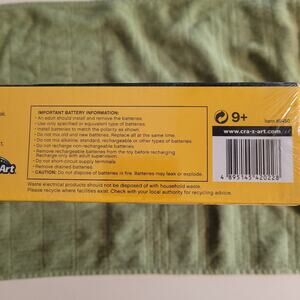 IMPORTANT BATTERY INFORMATION:
- An adult should install and remove the batteries.
- Use only specified or equivalent type of batteries.
- Install batteries to match the polarity as shown.
- Do not mix old and new batteries. Replace all at the same time.
- Do not mix alkaline, standard, rechargeable or other types of batteries.
- Do not recharge non-rechargeable batteries.
- Remove rechargeable batteries from the toy before recharging
Recharge only with adult supervision.
- Do not short-circuit supply terminals.
- Remove drained batteries.
- CAUTION: Do not dispose of batteries in fire. Batteries may leak or explode.
Waste electrical products should not be disposed of with household waste.
Please recycle where facilities exist. Check with your local authority for recycling advice.
9+
www.cra-z-art.com
4 895145 420228
Art